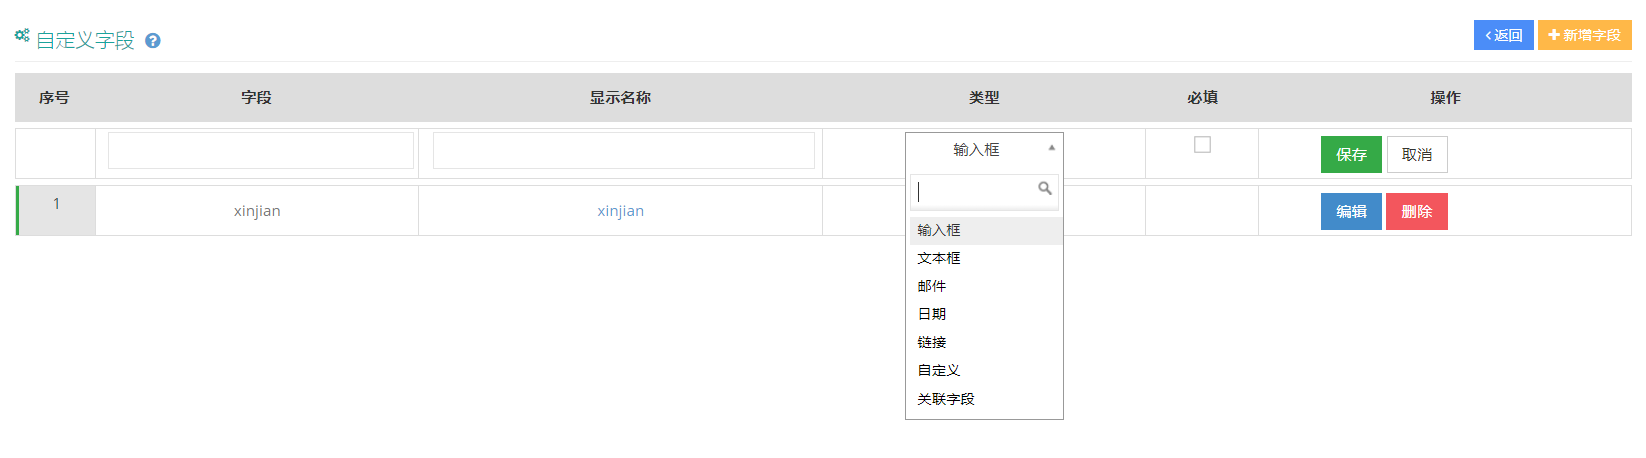 自定义字段
返回 新增字段
序号 字段 显示名称 类型 必填 操作
输入框 保存 取消
1 xinjian xinjian 编辑 删除
输入框
文本框
邮件
日期
链接
自定义
关联字段